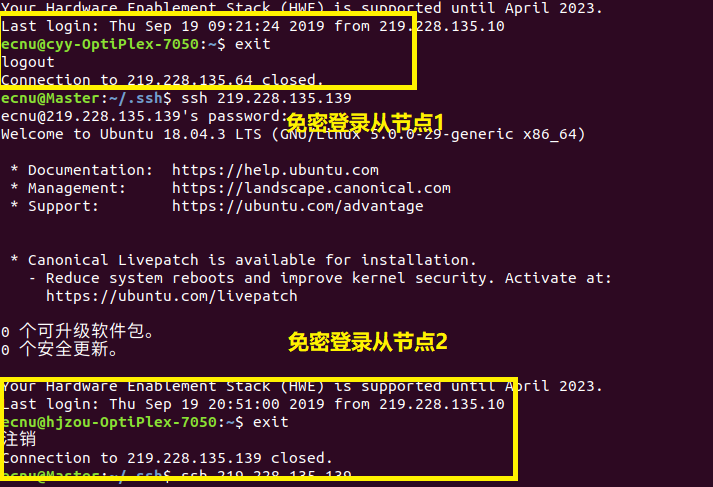 Your Hardware Enablement Stack (HWE) is supported until April 2023.
Last login: Thu Sep 19 09:21:24 2019 from 219.228.135.10
ecnu@cyy-OptiPlex-7050:~$ exit
logout
Connection to 219.228.135.64 closed.
ecnu@Master:~/.ssh$ ssh 219.228.135.139
ecnu@219.228.135.139's password:
免密登录从节点1
Welcome to Ubuntu 18.04.3 LTS (GNU/Linux 5.0.0-29-generic x86_64)
* Documentation: https://help.ubuntu.com
* Management: https://landscape.canonical.com
* Support: https://ubuntu.com/advantage
* Canonical Livepatch is available for installation.
- Reduce system reboots and improve kernel security. Activate at:
https://ubuntu.com/livepatch
0 个可升级软件包。
0 个安全更新。
免密登录从节点2
Your Hardware Enablement Stack (HWE) is supported until April 2023.
Last login: Thu Sep 19 20:51:00 2019 from 219.228.135.10
ecnu@hjzou-OptiPlex-7050:~$ exit
注销
Connection to 219.228.135.139 closed.
ecnu@Master:~/.ssh$ ssh 219.228.135.139